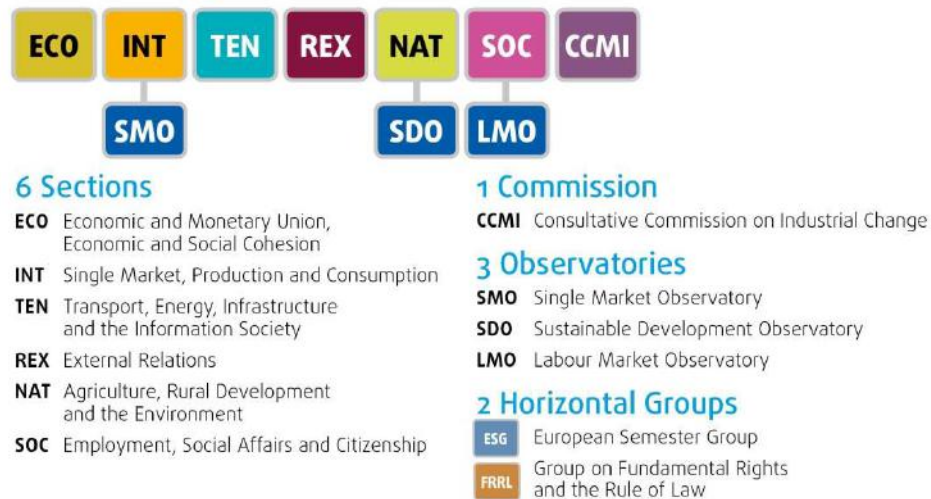 ECO INT TEN REX NAT SOC CCMI
SMO SDO LMO
6 Sections
ECO Economic and Monetary Union,
Economic and Social Cohesion
INT Single Market, Production and Consumption
TEN Transport, Energy, Infrastructure
and the Information Society
REX External Relations
NAT Agriculture, Rural Development
and the Environment
SOC Employment, Social Affairs and Citizenship
1 Commission
CCMI Consultative Commission on Industrial Change
3 Observatories
SMO Single Market Observatory
SDO Sustainable Development Observatory
LMO Labour Market Observatory
2 Horizontal Groups
ESG European Semester Group
FRRL Group on Fundamental Rights
and the Rule of Law